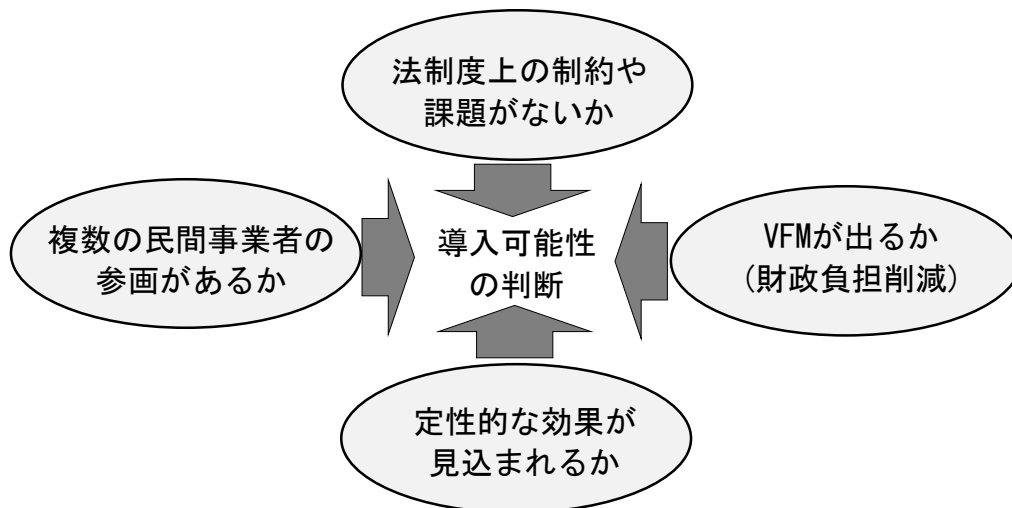 法制度上の制約や
課題がないか
複数の民間事業者の
参画があるか
導入可能性
の判断
VFMが出るか
(財政負担削減)
定性的な効果が
見込まれるか